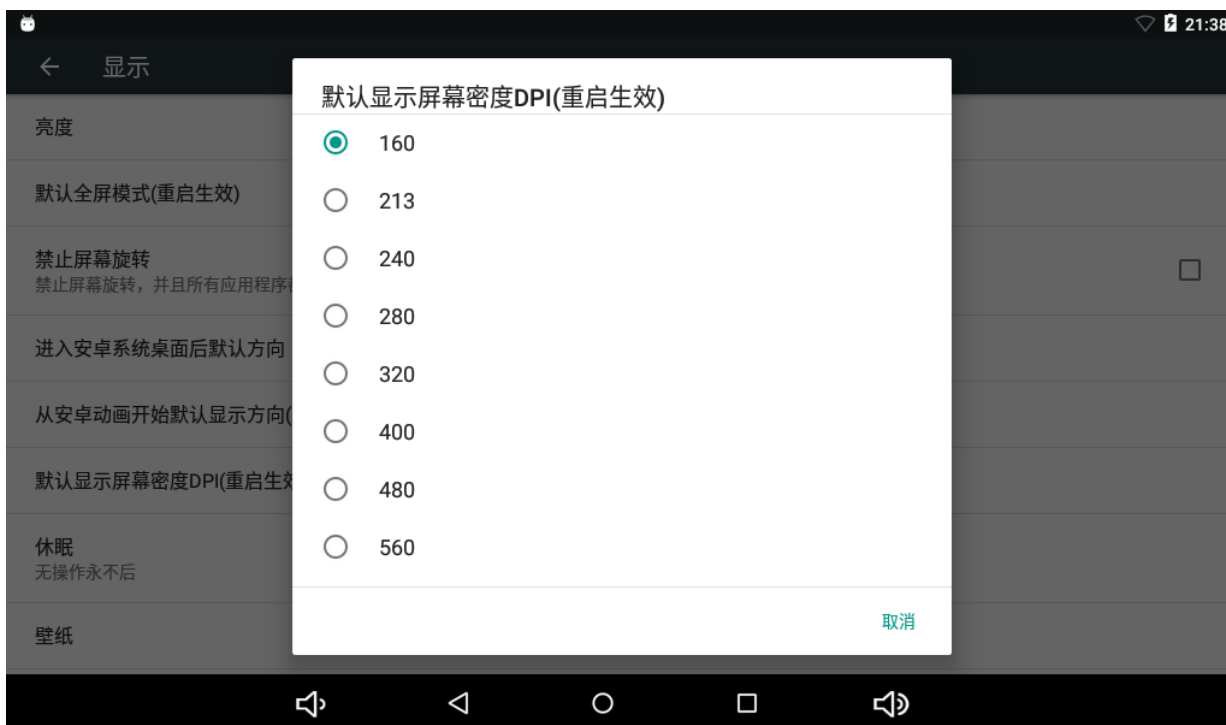 21:38
显示
默认显示屏幕密度DPI(重启生效)
160
213
240
280
320
400
480
560
取消
亮度
默认全屏模式(重启生效)
禁止屏幕旋转
禁止屏幕旋转，并且所有应用程序
进入安卓系统桌面后默认方向
从安卓动画开始默认显示方向(
默认显示屏幕密度DPI(重启生效
休眠
无操作永不后
壁纸